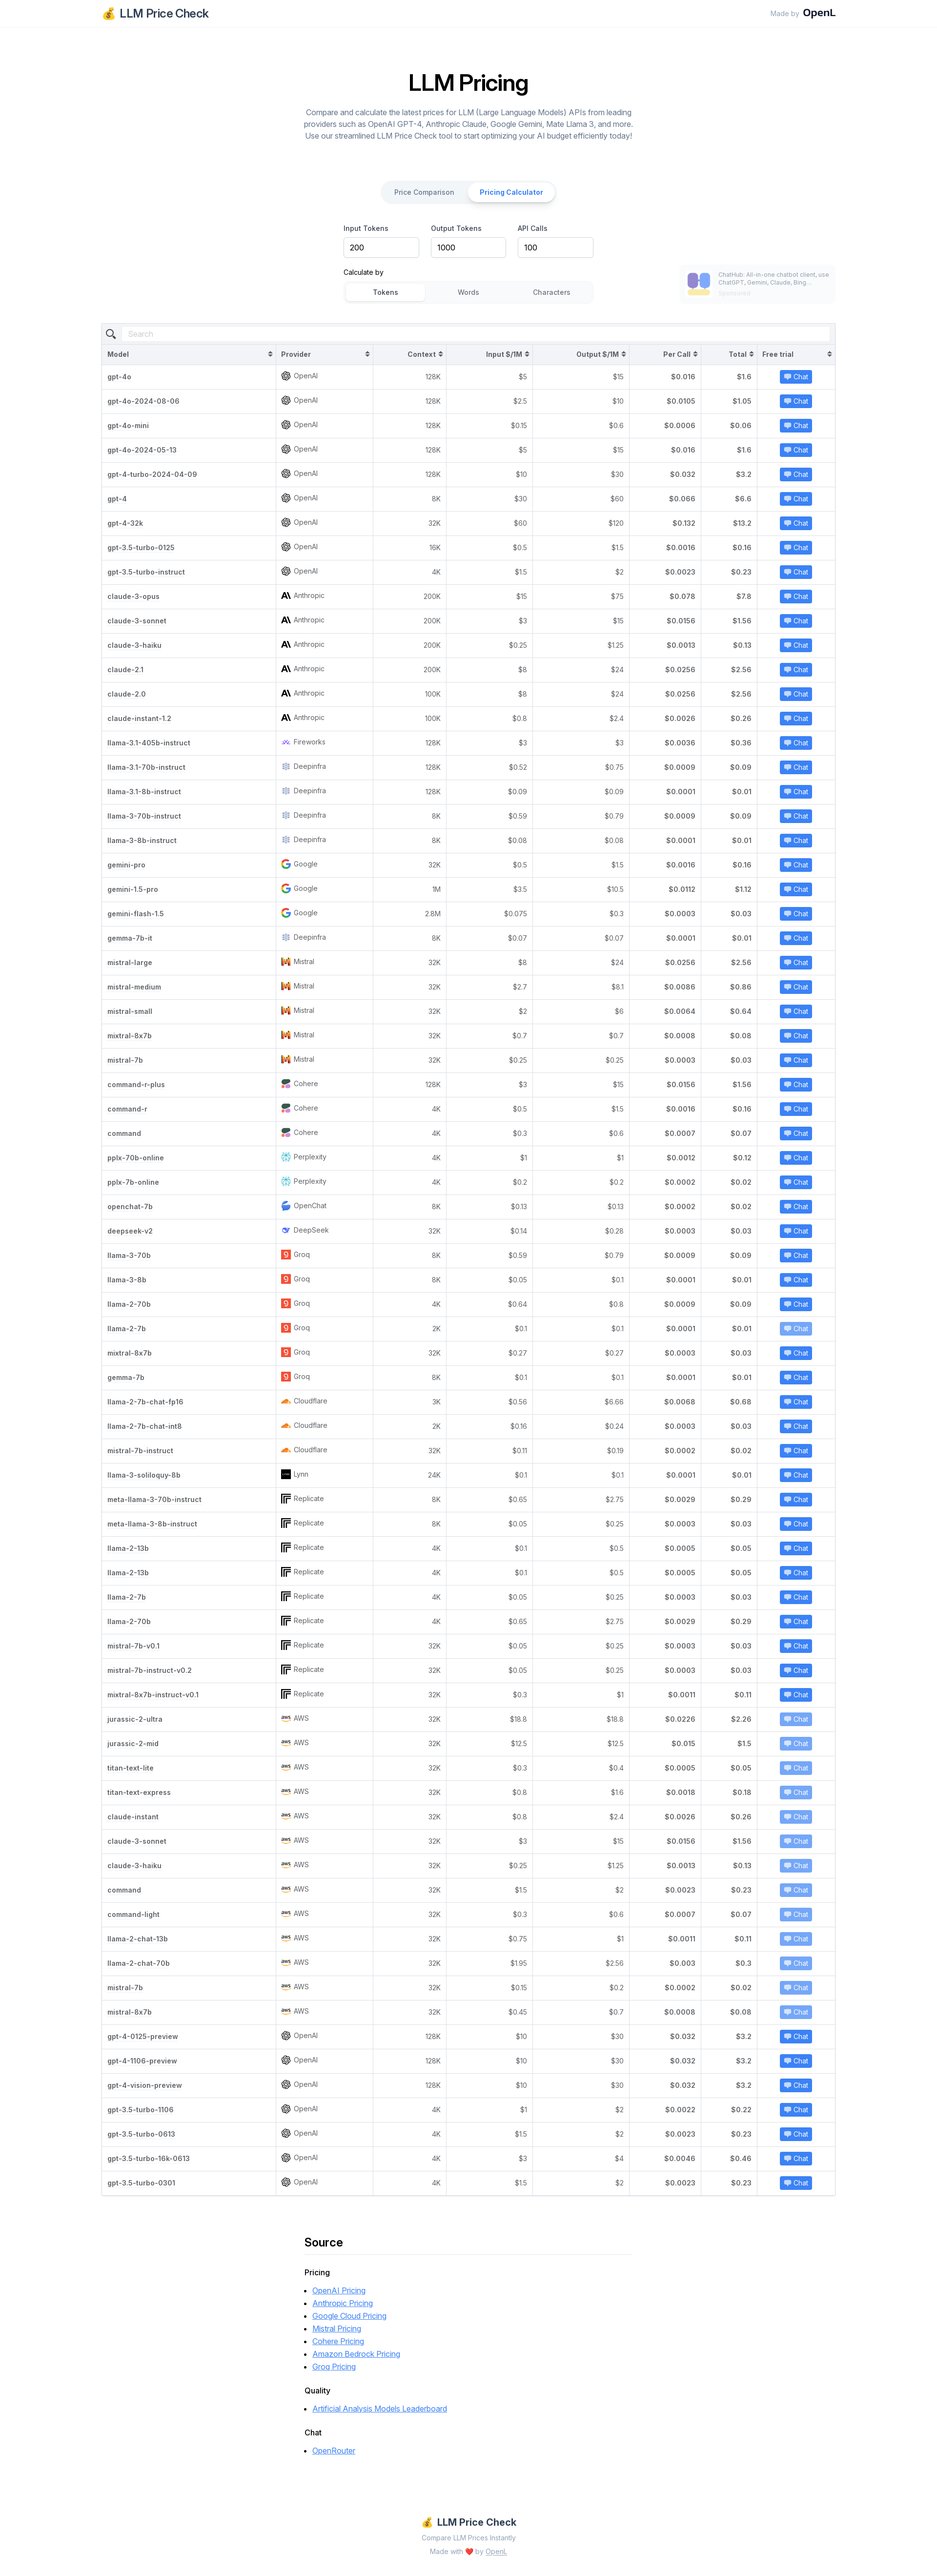 💰 LLM Price Check
Made by OpenL
LLM Pricing
Compare and calculate the latest prices for LLM (Large Language Models) APIs from leading
providers such as OpenAI GPT-4, Anthropic Claude, Google Gemini, Mate Llama 3, and more.
Use our streamlined LLM Price Check tool to start optimizing your AI budget efficiently today!
Price Comparison Pricing Calculator
Input Tokens Output Tokens API Calls
200 1000 100
Calculate by
Tokens Words Characters
ChatHub: All-in-one chatbot client, use
ChatGPT, Gemini, Claude, Bing...
Sponsored
Search
Model Provider Context Input $/1M Output $/1M Per Call Total Free trial
gpt-4o OpenAI 128K $5 $15 $0.016 $1.6 Chat
gpt-4o-2024-08-06 OpenAI 128K $2.5 $10 $0.0105 $1.05 Chat
gpt-4o-mini OpenAI 128K $0.15 $0.6 $0.0006 $0.06 Chat
gpt-4o-2024-05-13 OpenAI 128K $5 $15 $0.016 $1.6 Chat
gpt-4-turbo-2024-04-09 OpenAI 128K $10 $30 $0.032 $3.2 Chat
gpt-4 OpenAI 8K $30 $60 $0.066 $6.6 Chat
gpt-4-32k OpenAI 32K $60 $120 $0.132 $13.2 Chat
gpt-3.5-turbo-0125 OpenAI 16K $0.5 $1.5 $0.0016 $0.16 Chat
gpt-3.5-turbo-instruct OpenAI 4K $1.5 $2 $0.0023 $0.23 Chat
claude-3-opus Anthropic 200K $15 $75 $0.078 $7.8 Chat
claude-3-sonnet Anthropic 200K $3 $15 $0.0156 $1.56 Chat
claude-3-haiku Anthropic 200K $0.25 $1.25 $0.0013 $0.13 Chat
claude-2.1 Anthropic 200K $8 $24 $0.0256 $2.56 Chat
claude-2.0 Anthropic 100K $8 $24 $0.0256 $2.56 Chat
claude-instant-1.2 Anthropic 100K $0.8 $2.4 $0.0026 $0.26 Chat
llama-3.1-405b-instruct Fireworks 128K $3 $3 $0.0036 $0.36 Chat
llama-3.1-70b-instruct Deepinfra 128K $0.52 $0.75 $0.0009 $0.09 Chat
llama-3.1-8b-instruct Deepinfra 128K $0.09 $0.09 $0.0001 $0.01 Chat
llama-3-70b-instruct Deepinfra 8K $0.59 $0.79 $0.0009 $0.09 Chat
llama-3-8b-instruct Deepinfra 8K $0.08 $0.08 $0.0001 $0.01 Chat
gemini-pro Google 32K $0.5 $1.5 $0.0016 $0.16 Chat
gemini-1.5-pro Google 1M $3.5 $10.5 $0.0112 $1.12 Chat
gemini-flash-1.5 Google 2.8M $0.075 $0.3 $0.0003 $0.03 Chat
gemma-7b-it Deepinfra 8K $0.07 $0.07 $0.0001 $0.01 Chat
mistral-large Mistral 32K $8 $24 $0.0256 $2.56 Chat
mistral-medium Mistral 32K $2.7 $8.1 $0.0086 $0.86 Chat
mistral-small Mistral 32K $2 $6 $0.0064 $0.64 Chat
mixtral-8x7b Mistral 32K $0.7 $0.7 $0.0008 $0.08 Chat
mistral-7b Mistral 32K $0.25 $0.25 $0.0003 $0.03 Chat
command-r-plus Cohere 128K $3 $15 $0.0156 $1.56 Chat
command-r Cohere 4K $0.5 $1.5 $0.0016 $0.16 Chat
command Cohere 4K $0.3 $0.6 $0.0007 $0.07 Chat
pplx-70b-online Perplexity 4K $1 $1 $0.0012 $0.12 Chat
pplx-7b-online Perplexity 4K $0.2 $0.2 $0.0002 $0.02 Chat
openchat-7b OpenChat 8K $0.13 $0.13 $0.0002 $0.02 Chat
deepseek-v2 DeepSeek 32K $0.14 $0.28 $0.0003 $0.03 Chat
llama-3-70b Groq 8K $0.59 $0.79 $0.0009 $0.09 Chat
llama-3-8b Groq 8K $0.05 $0.1 $0.0001 $0.01 Chat
llama-2-70b Groq 4K $0.64 $0.8 $0.0009 $0.09 Chat
llama-2-7b Groq 2K $0.1 $0.1 $0.0001 $0.01 Chat
mixtral-8x7b Groq 32K $0.27 $0.27 $0.0003 $0.03 Chat
gemma-7b Groq 8K $0.1 $0.1 $0.0001 $0.01 Chat
llama-2-7b-chat-fp16 Cloudflare 3K $0.56 $6.66 $0.0068 $0.68 Chat
llama-2-7b-chat-int8 Cloudflare 2K $0.16 $0.24 $0.0003 $0.03 Chat
mistral-7b-instruct Cloudflare 32K $0.11 $0.19 $0.0002 $0.02 Chat
llama-3-soliloquy-8b Lynn 24K $0.1 $0.1 $0.0001 $0.01 Chat
meta-llama-3-70b-instruct Replicate 8K $0.65 $2.75 $0.0029 $0.29 Chat
meta-llama-3-8b-instruct Replicate 8K $0.05 $0.25 $0.0003 $0.03 Chat
llama-2-13b Replicate 4K $0.1 $0.5 $0.0005 $0.05 Chat
llama-2-13b Replicate 4K $0.1 $0.5 $0.0005 $0.05 Chat
llama-2-7b Replicate 4K $0.05 $0.25 $0.0003 $0.03 Chat
llama-2-70b Replicate 4K $0.65 $2.75 $0.0029 $0.29 Chat
mistral-7b-v0.1 Replicate 32K $0.05 $0.25 $0.0003 $0.03 Chat
mistral-7b-instruct-v0.2 Replicate 32K $0.05 $0.25 $0.0003 $0.03 Chat
mixtral-8x7b-instruct-v0.1 Replicate 32K $0.3 $1 $0.0011 $0.11 Chat
jurassic-2-ultra AWS 32K $18.8 $18.8 $0.0226 $2.26 Chat
jurassic-2-mid AWS 32K $12.5 $12.5 $0.015 $1.5 Chat
titan-text-lite AWS 32K $0.3 $0.4 $0.0005 $0.05 Chat
titan-text-express AWS 32K $0.8 $1.6 $0.0018 $0.18 Chat
claude-instant AWS 32K $0.8 $2.4 $0.0026 $0.26 Chat
claude-3-sonnet AWS 32K $3 $15 $0.0156 $1.56 Chat
claude-3-haiku AWS 32K $0.25 $1.25 $0.0013 $0.13 Chat
command AWS 32K $1.5 $2 $0.0023 $0.23 Chat
command-light AWS 32K $0.3 $0.6 $0.0007 $0.07 Chat
llama-2-chat-13b AWS 32K $0.75 $1 $0.0011 $0.11 Chat
llama-2-chat-70b AWS 32K $1.95 $2.56 $0.003 $0.3 Chat
mistral-7b AWS 32K $0.15 $0.2 $0.0002 $0.02 Chat
mistral-8x7b AWS 32K $0.45 $0.7 $0.0008 $0.08 Chat
gpt-4-0125-preview OpenAI 128K $10 $30 $0.032 $3.2 Chat
gpt-4-1106-preview OpenAI 128K $10 $30 $0.032 $3.2 Chat
gpt-4-vision-preview OpenAI 128K $10 $30 $0.032 $3.2 Chat
gpt-3.5-turbo-1106 OpenAI 4K $1 $2 $0.0022 $0.22 Chat
gpt-3.5-turbo-0613 OpenAI 4K $1.5 $2 $0.0023 $0.23 Chat
gpt-3.5-turbo-16k-0613 OpenAI 4K $3 $4 $0.0046 $0.46 Chat
gpt-3.5-turbo-0301 OpenAI 4K $1.5 $2 $0.0023 $0.23 Chat
Source
Pricing
• OpenAI Pricing
• Anthropic Pricing
• Google Cloud Pricing
• Mistral Pricing
• Cohere Pricing
• Amazon Bedrock Pricing
• Groq Pricing
Quality
• Artificial Analysis Models Leaderboard
Chat
• OpenRouter
💰 LLM Price Check
Compare LLM Prices Instantly
Made with ❤️ by OpenL